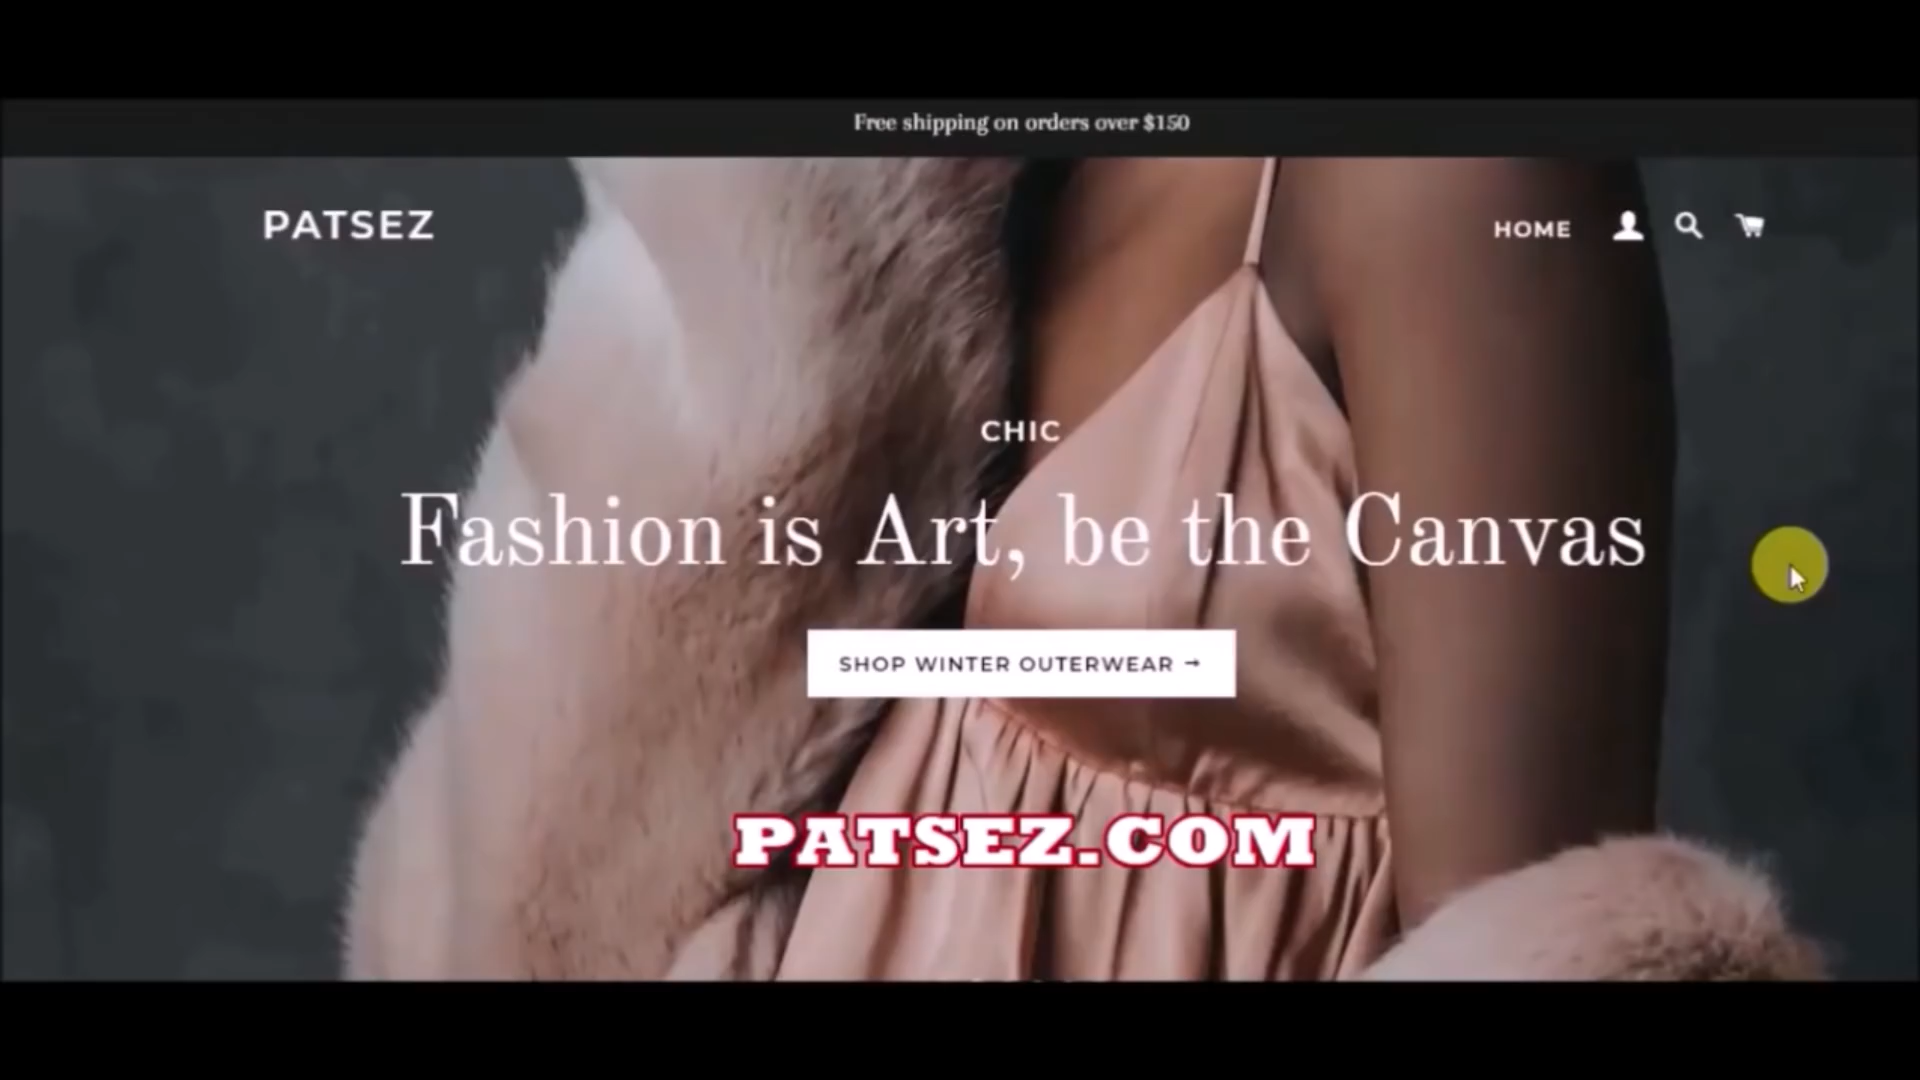 Free shipping on orders over $150
PATSEZ
HOME
CHIC
Fashion is Art, be the Canvas
SHOP WINTER OUTERWEAR →
PATSEZ.COM